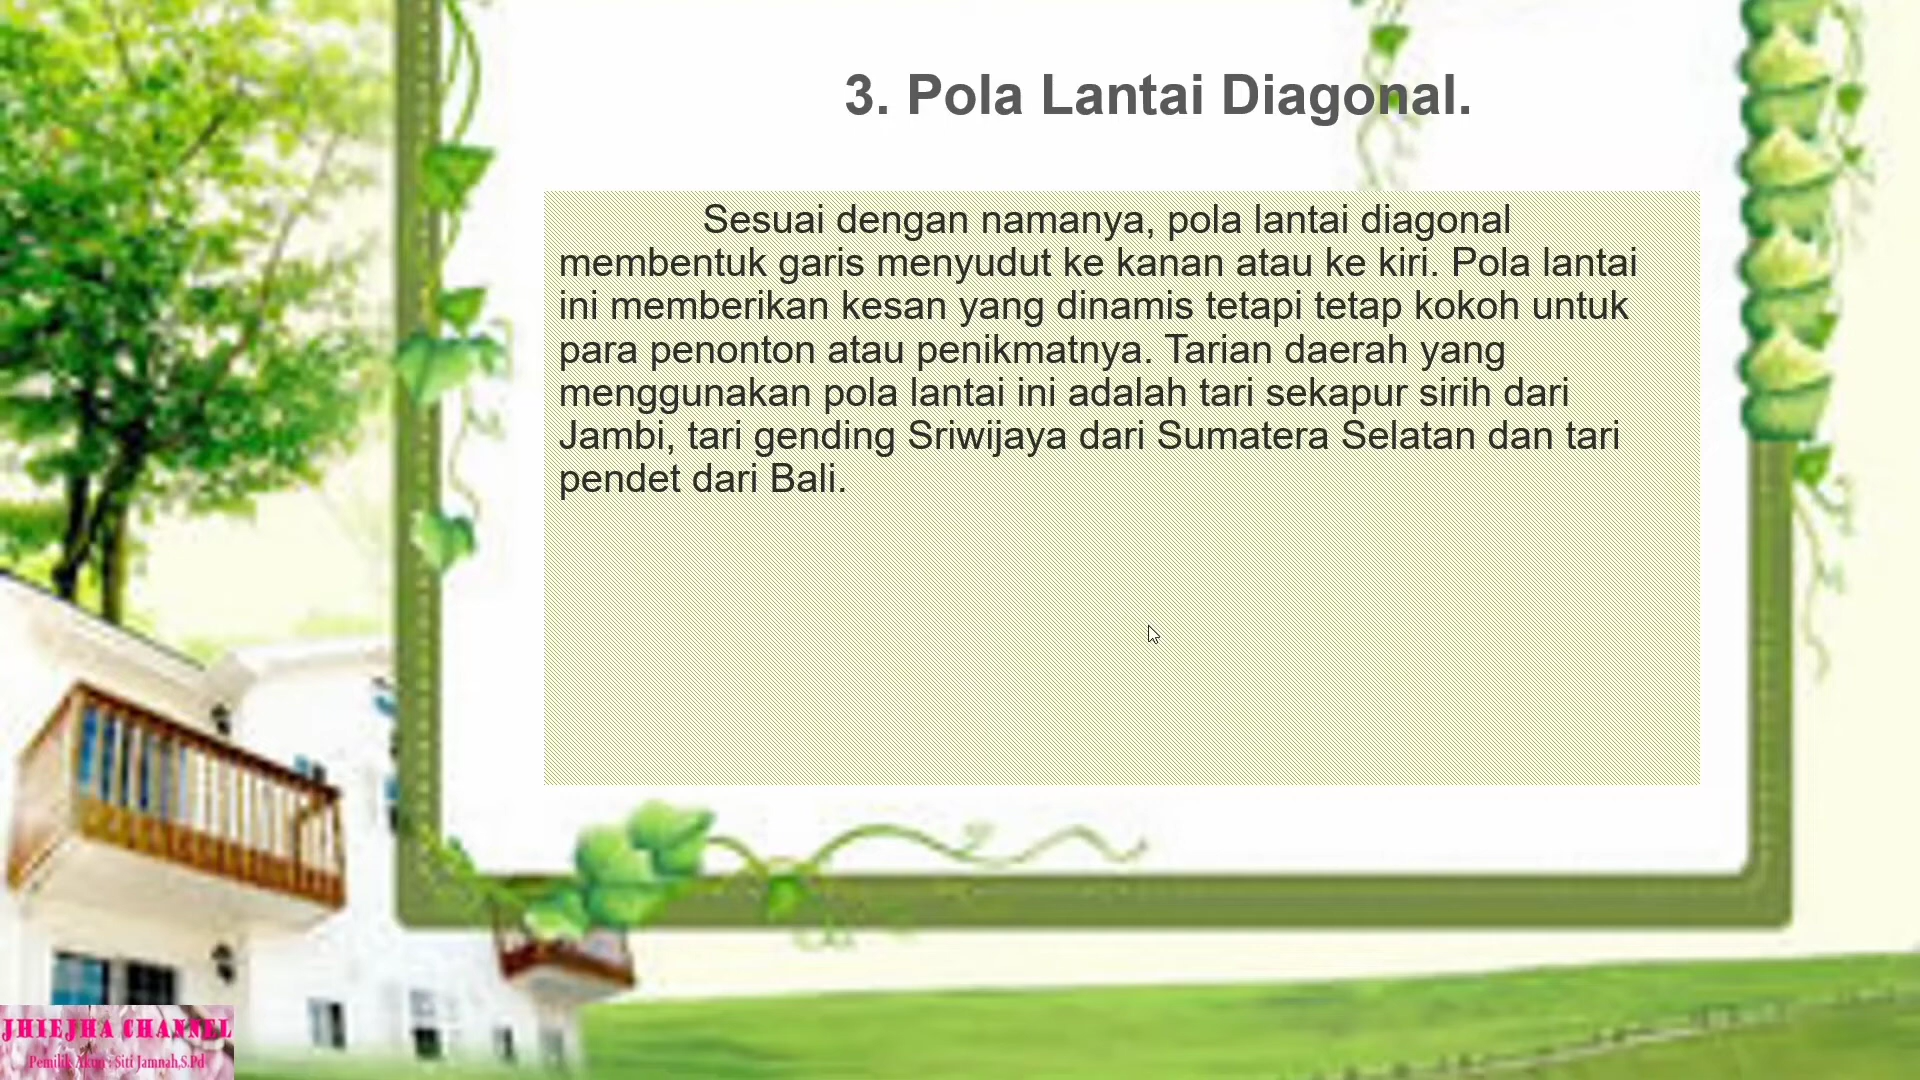 3. Pola Lantai Diagonal.
Sesuai dengan namanya, pola lantai diagonal
membentuk garis menyudut ke kanan atau ke kiri. Pola lantai
ini memberikan kesan yang dinamis tetapi tetap kokoh untuk
para penonton atau penikmatnya. Tarian daerah yang
menggunakan pola lantai ini adalah tari sekapur sirih dari
Jambi, tari gending Sriwijaya dari Sumatera Selatan dan tari
pendet dari Bali.
JHIEJHA CHANNEL
Pemilik Akun : Siti Jamnah,S.Pd